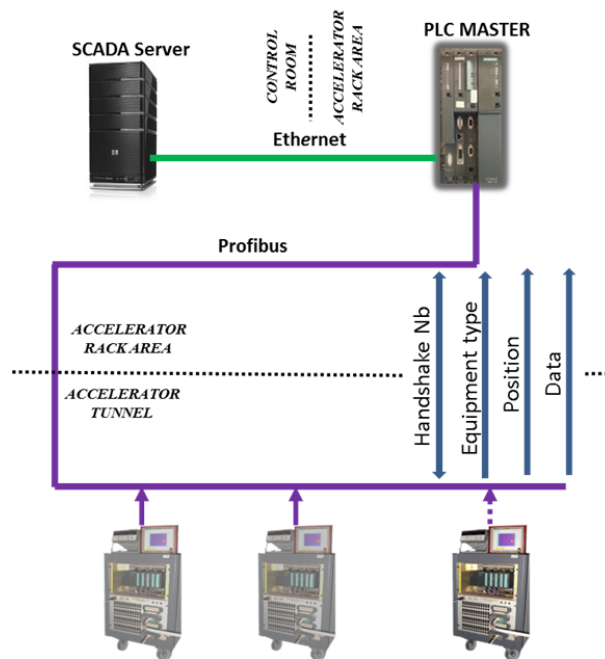 SCADA Server
PLC MASTER
CONTROL
ROOM
ACCELERATOR
RACK AREA
Ethernet
Profibus
ACCELERATOR
RACK AREA
ACCELERATOR
TUNNEL
Handshake Nb
Equipment type
Position
Data